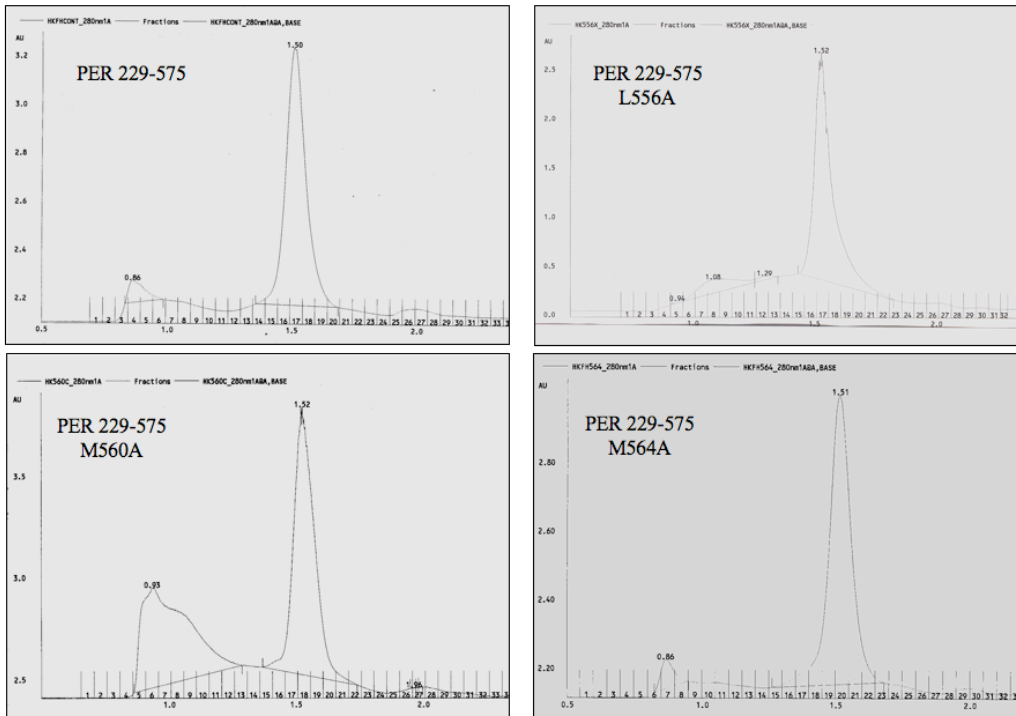 HKFHCONT_280nm1A Fractions HKFHCONT_280nm1A@A,BASE
AU
1.50
3.2
PER 229-575
3.0
2.8
2.6
2.4
0.86
2.2
1 2 3 4 5 6 7 8 9 10 11 12 13 14 15 16 17 18 19 20 21 22 23 24 25 26 27 28 29 30 31 32 33
0.5 1.0 1.5 2.0
HK556X_280nm1A Fractions HK556X_280nm1A@A,BASE
AU
1.52
2.5
PER 229-575
L556A
2.0
1.5
1.0
0.5
1.08 1.29
0.94
0.0
1 2 3 4 5 6 7 8 9 10 11 12 13 15 16 17 18 19 20 21 22 23 24 25 26 27 28 29 30 31 32
1.0 1.5 2.0
HK560C_280nm1A Fractions HK560C_280nm1A@A,BASE
AU
1.52
PER 229-575
M560A
3.5
3.0
0.93
2.5
1.96
1 2 3 4 5 6 7 8 9 10 11 12 13 14 15 16 17 18 19 20 21 22 23 24 25 26 27 28 29 30 31 32 33
1.0 1.5 2.0
HKFH564_280nm1A Fractions HKFH564_280nm1A@A,BASE
AU
1.51
PER 229-575
M564A
2.80
2.60
2.40
2.20
0.86
1 2 3 4 6 7 8 9 10 11 12 13 14 15 16 17 18 19 20 21 22 23 24 25 26 27 28 29 30 31 32 33
0.5 1.0 1.5 2.0